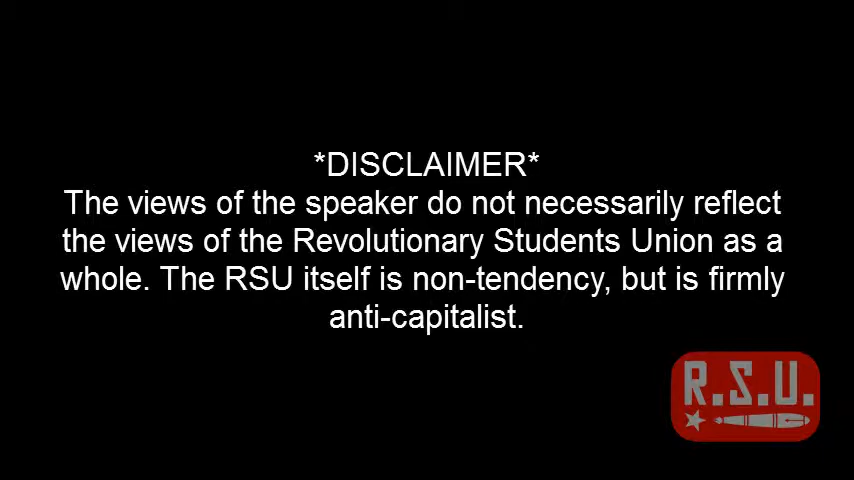 *DISCLAIMER*
The views of the speaker do not necessarily reflect
the views of the Revolutionary Students Union as a
whole. The RSU itself is non-tendency, but is firmly
anti-capitalist.
R.S.U.